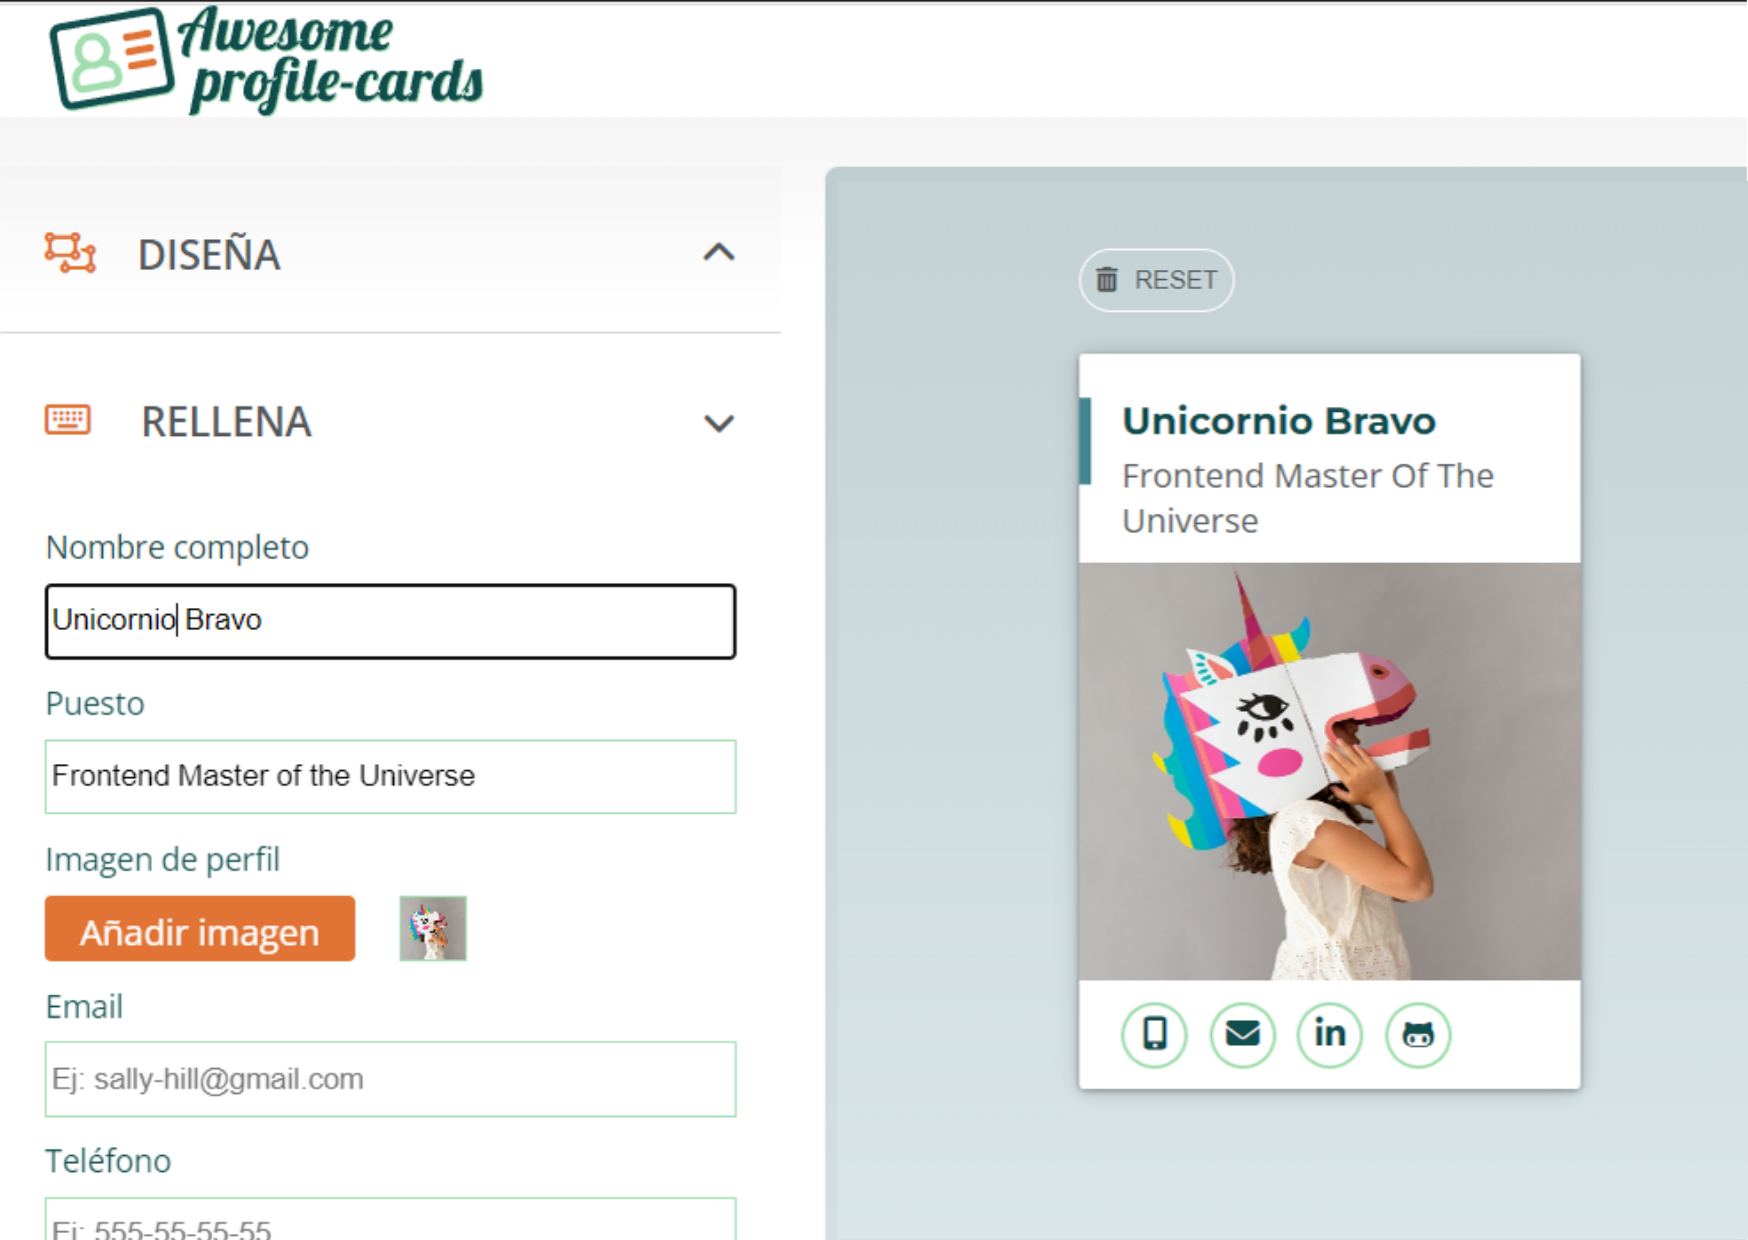 Awesome
profile-cards
DISEÑA
RELLENA
Nombre completo
Unicornio Bravo
Puesto
Frontend Master of the Universe
Imagen de perfil
Añadir imagen
Email
Ej: sally-hill@gmail.com
Teléfono
Ej: 555-55-55-55
RESET
Unicornio Bravo
Frontend Master Of The
Universe
in